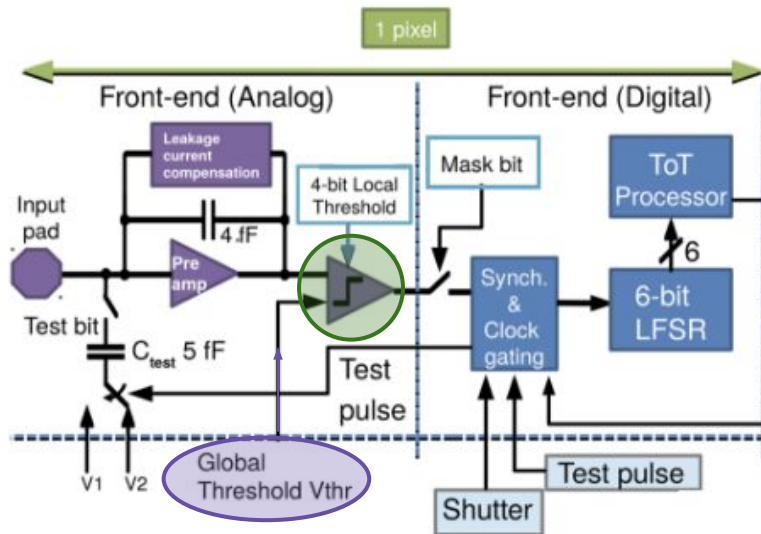 1 pixel
Front-end (Analog)
Front-end (Digital)
Leakage
current
compensation
4-bit Local
Threshold
Mask bit
ToT
Processor
Input
pad
4.fF
Pre
amp
6
Synch.
&
Clock
gating
6-bit
LFSR
Test bit
Ctest 5 fF
Test
pulse
V1
V2
Global
Threshold Vthr
Test pulse
Shutter